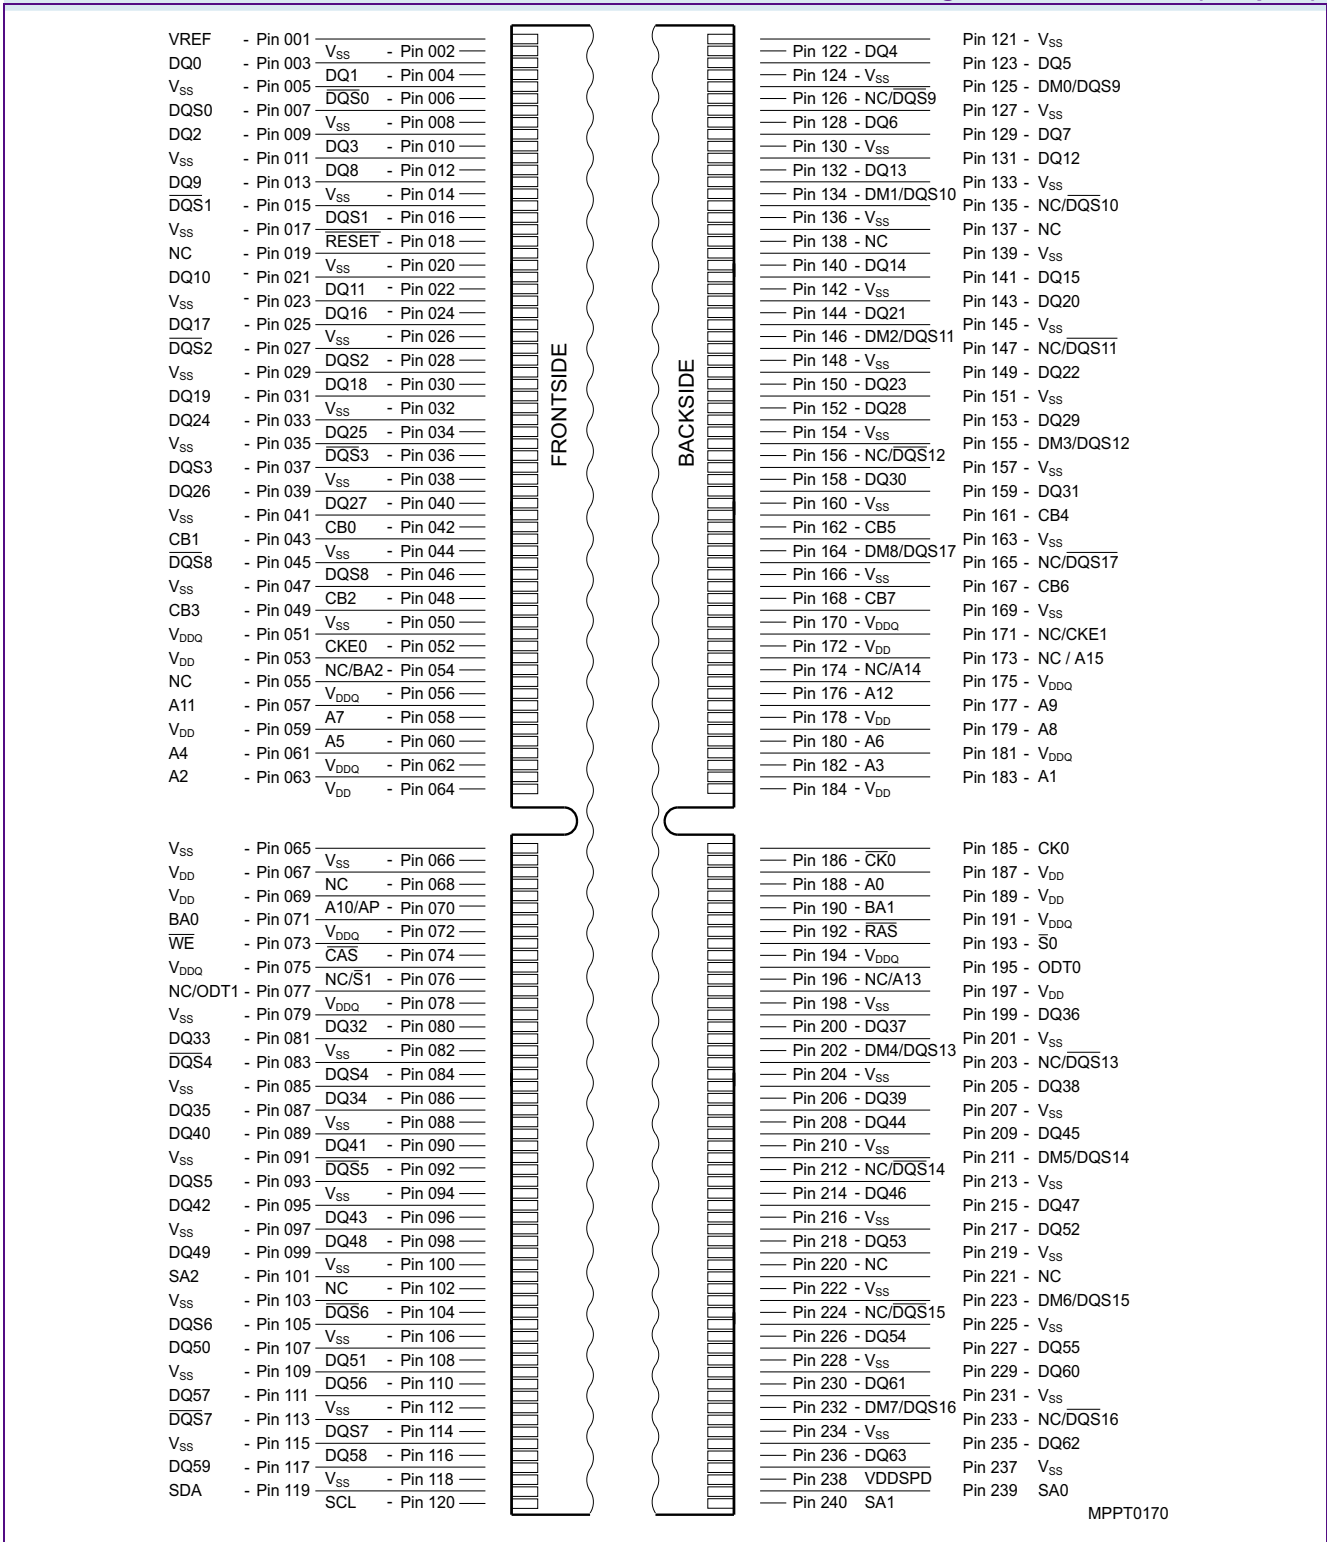 VREF - Pin 001 Pin 121 - VSS
VSS - Pin 002 Pin 122 - DQ4
DQ0 - Pin 003 Pin 123 - DQ5
DQ1 - Pin 004 Pin 124 - VSS
VSS - Pin 005 Pin 125 - DM0/DQS9
D̅Q̅S̅0 - Pin 006 Pin 126 - NC/D̅Q̅S̅9
DQS0 - Pin 007 Pin 127 - VSS
VSS - Pin 008 Pin 128 - DQ6
DQ2 - Pin 009 Pin 129 - DQ7
DQ3 - Pin 010 Pin 130 - VSS
VSS - Pin 011 Pin 131 - DQ12
DQ8 - Pin 012 Pin 132 - DQ13
DQ9 - Pin 013 Pin 133 - VSS
VSS - Pin 014 Pin 134 - DM1/DQS10
D̅Q̅S̅1 - Pin 015 Pin 135 - NC/D̅Q̅S̅10
DQS1 - Pin 016 Pin 136 - VSS
VSS - Pin 017 Pin 137 - NC
R̅E̅S̅E̅T̅ - Pin 018 Pin 138 - NC
NC - Pin 019 Pin 139 - VSS
VSS - Pin 020 Pin 140 - DQ14
DQ10 - Pin 021 Pin 141 - DQ15
DQ11 - Pin 022 Pin 142 - VSS
VSS - Pin 023 Pin 143 - DQ20
DQ16 - Pin 024 Pin 144 - DQ21
DQ17 - Pin 025 Pin 145 - VSS
VSS - Pin 026 Pin 146 - DM2/DQS11
D̅Q̅S̅2 - Pin 027 Pin 147 - NC/D̅Q̅S̅1̅1̅
DQS2 - Pin 028 Pin 148 - VSS
VSS - Pin 029 Pin 149 - DQ22
DQ18 - Pin 030 Pin 150 - DQ23
DQ19 - Pin 031 Pin 151 - VSS
VSS - Pin 032 Pin 152 - DQ28
DQ24 - Pin 033 Pin 153 - DQ29
DQ25 - Pin 034 Pin 154 - VSS
VSS - Pin 035 Pin 155 - DM3/DQS12
D̅Q̅S̅3 - Pin 036 Pin 156 - NC/D̅Q̅S̅12
DQS3 - Pin 037 Pin 157 - VSS
VSS - Pin 038 Pin 158 - DQ30
DQ26 - Pin 039 Pin 159 - DQ31
DQ27 - Pin 040 Pin 160 - VSS
VSS - Pin 041 Pin 161 - CB4
CB0 - Pin 042 Pin 162 - CB5
CB1 - Pin 043 Pin 163 - VSS
VSS - Pin 044 Pin 164 - DM8/DQS17
D̅Q̅S̅8 - Pin 045 Pin 165 - NC/D̅Q̅S̅1̅7̅
DQS8 - Pin 046 Pin 166 - VSS
VSS - Pin 047 Pin 167 - CB6
CB2 - Pin 048 Pin 168 - CB7
CB3 - Pin 049 Pin 169 - VSS
VSS - Pin 050 Pin 170 - VDDQ
VDDQ - Pin 051 Pin 171 - NC/CKE1
CKE0 - Pin 052 Pin 172 - VDD
VDD - Pin 053 Pin 173 - NC / A15
NC/BA2 - Pin 054 Pin 174 - NC/A14
NC - Pin 055 Pin 175 - VDDQ
VDDQ - Pin 056 Pin 176 - A12
A11 - Pin 057 Pin 177 - A9
A7 - Pin 058 Pin 178 - VDD
VDD - Pin 059 Pin 179 - A8
A5 - Pin 060 Pin 180 - A6
A4 - Pin 061 Pin 181 - VDDQ
VDDQ - Pin 062 Pin 182 - A3
A2 - Pin 063 Pin 183 - A1
VDD - Pin 064 Pin 184 - VDD
FRONTSIDE
BACKSIDE
VSS - Pin 065 Pin 185 - CK0
VSS - Pin 066 Pin 186 - C̅K̅0
VDD - Pin 067 Pin 187 - VDD
NC - Pin 068 Pin 188 - A0
VDD - Pin 069 Pin 189 - VDD
A10/AP - Pin 070 Pin 190 - BA1
BA0 - Pin 071 Pin 191 - VDDQ
VDDQ - Pin 072 Pin 192 - R̅A̅S̅
W̅E̅ - Pin 073 Pin 193 - S̅0
C̅A̅S̅ - Pin 074 Pin 194 - VDDQ
VDDQ - Pin 075 Pin 195 - ODT0
NC/S̅1 - Pin 076 Pin 196 - NC/A13
NC/ODT1 - Pin 077 Pin 197 - VDD
VDDQ - Pin 078 Pin 198 - VSS
VSS - Pin 079 Pin 199 - DQ36
DQ32 - Pin 080 Pin 200 - DQ37
DQ33 - Pin 081 Pin 201 - VSS
VSS - Pin 082 Pin 202 - DM4/DQS13
D̅Q̅S̅4 - Pin 083 Pin 203 - NC/D̅Q̅S̅13
DQS4 - Pin 084 Pin 204 - VSS
VSS - Pin 085 Pin 205 - DQ38
DQ34 - Pin 086 Pin 206 - DQ39
DQ35 - Pin 087 Pin 207 - VSS
VSS - Pin 088 Pin 208 - DQ44
DQ40 - Pin 089 Pin 209 - DQ45
DQ41 - Pin 090 Pin 210 - VSS
VSS - Pin 091 Pin 211 - DM5/DQS14
D̅Q̅S̅5 - Pin 092 Pin 212 - NC/D̅Q̅S̅14
DQS5 - Pin 093 Pin 213 - VSS
VSS - Pin 094 Pin 214 - DQ46
DQ42 - Pin 095 Pin 215 - DQ47
DQ43 - Pin 096 Pin 216 - VSS
VSS - Pin 097 Pin 217 - DQ52
DQ48 - Pin 098 Pin 218 - DQ53
DQ49 - Pin 099 Pin 219 - VSS
VSS - Pin 100 Pin 220 - NC
SA2 - Pin 101 Pin 221 - NC
NC - Pin 102 Pin 222 - VSS
VSS - Pin 103 Pin 223 - DM6/DQS15
D̅Q̅S̅6 - Pin 104 Pin 224 - NC/D̅Q̅S̅15
DQS6 - Pin 105 Pin 225 - VSS
VSS - Pin 106 Pin 226 - DQ54
DQ50 - Pin 107 Pin 227 - DQ55
DQ51 - Pin 108 Pin 228 - VSS
VSS - Pin 109 Pin 229 - DQ60
DQ56 - Pin 110 Pin 230 - DQ61
DQ57 - Pin 111 Pin 231 - VSS
VSS - Pin 112 Pin 232 - DM7/DQS16
D̅Q̅S̅7 - Pin 113 Pin 233 - NC/D̅Q̅S̅16
DQS7 - Pin 114 Pin 234 - VSS
VSS - Pin 115 Pin 235 - DQ62
DQ58 - Pin 116 Pin 236 - DQ63
DQ59 - Pin 117 Pin 237 VSS
VSS - Pin 118 Pin 238 VDDSPD
SDA - Pin 119 Pin 239 SA0
SCL - Pin 120 Pin 240 SA1
MPPT0170